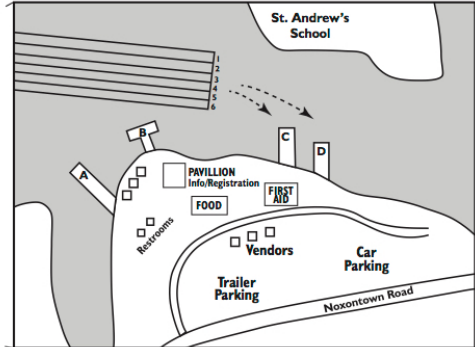 St. Andrew's
School
1
2
3
4
5
6
A
B
C
D
PAVILLION
Info/Registration
FIRST
AID
FOOD
Restrooms
Vendors
Car
Parking
Trailer
Parking
Noxontown Road